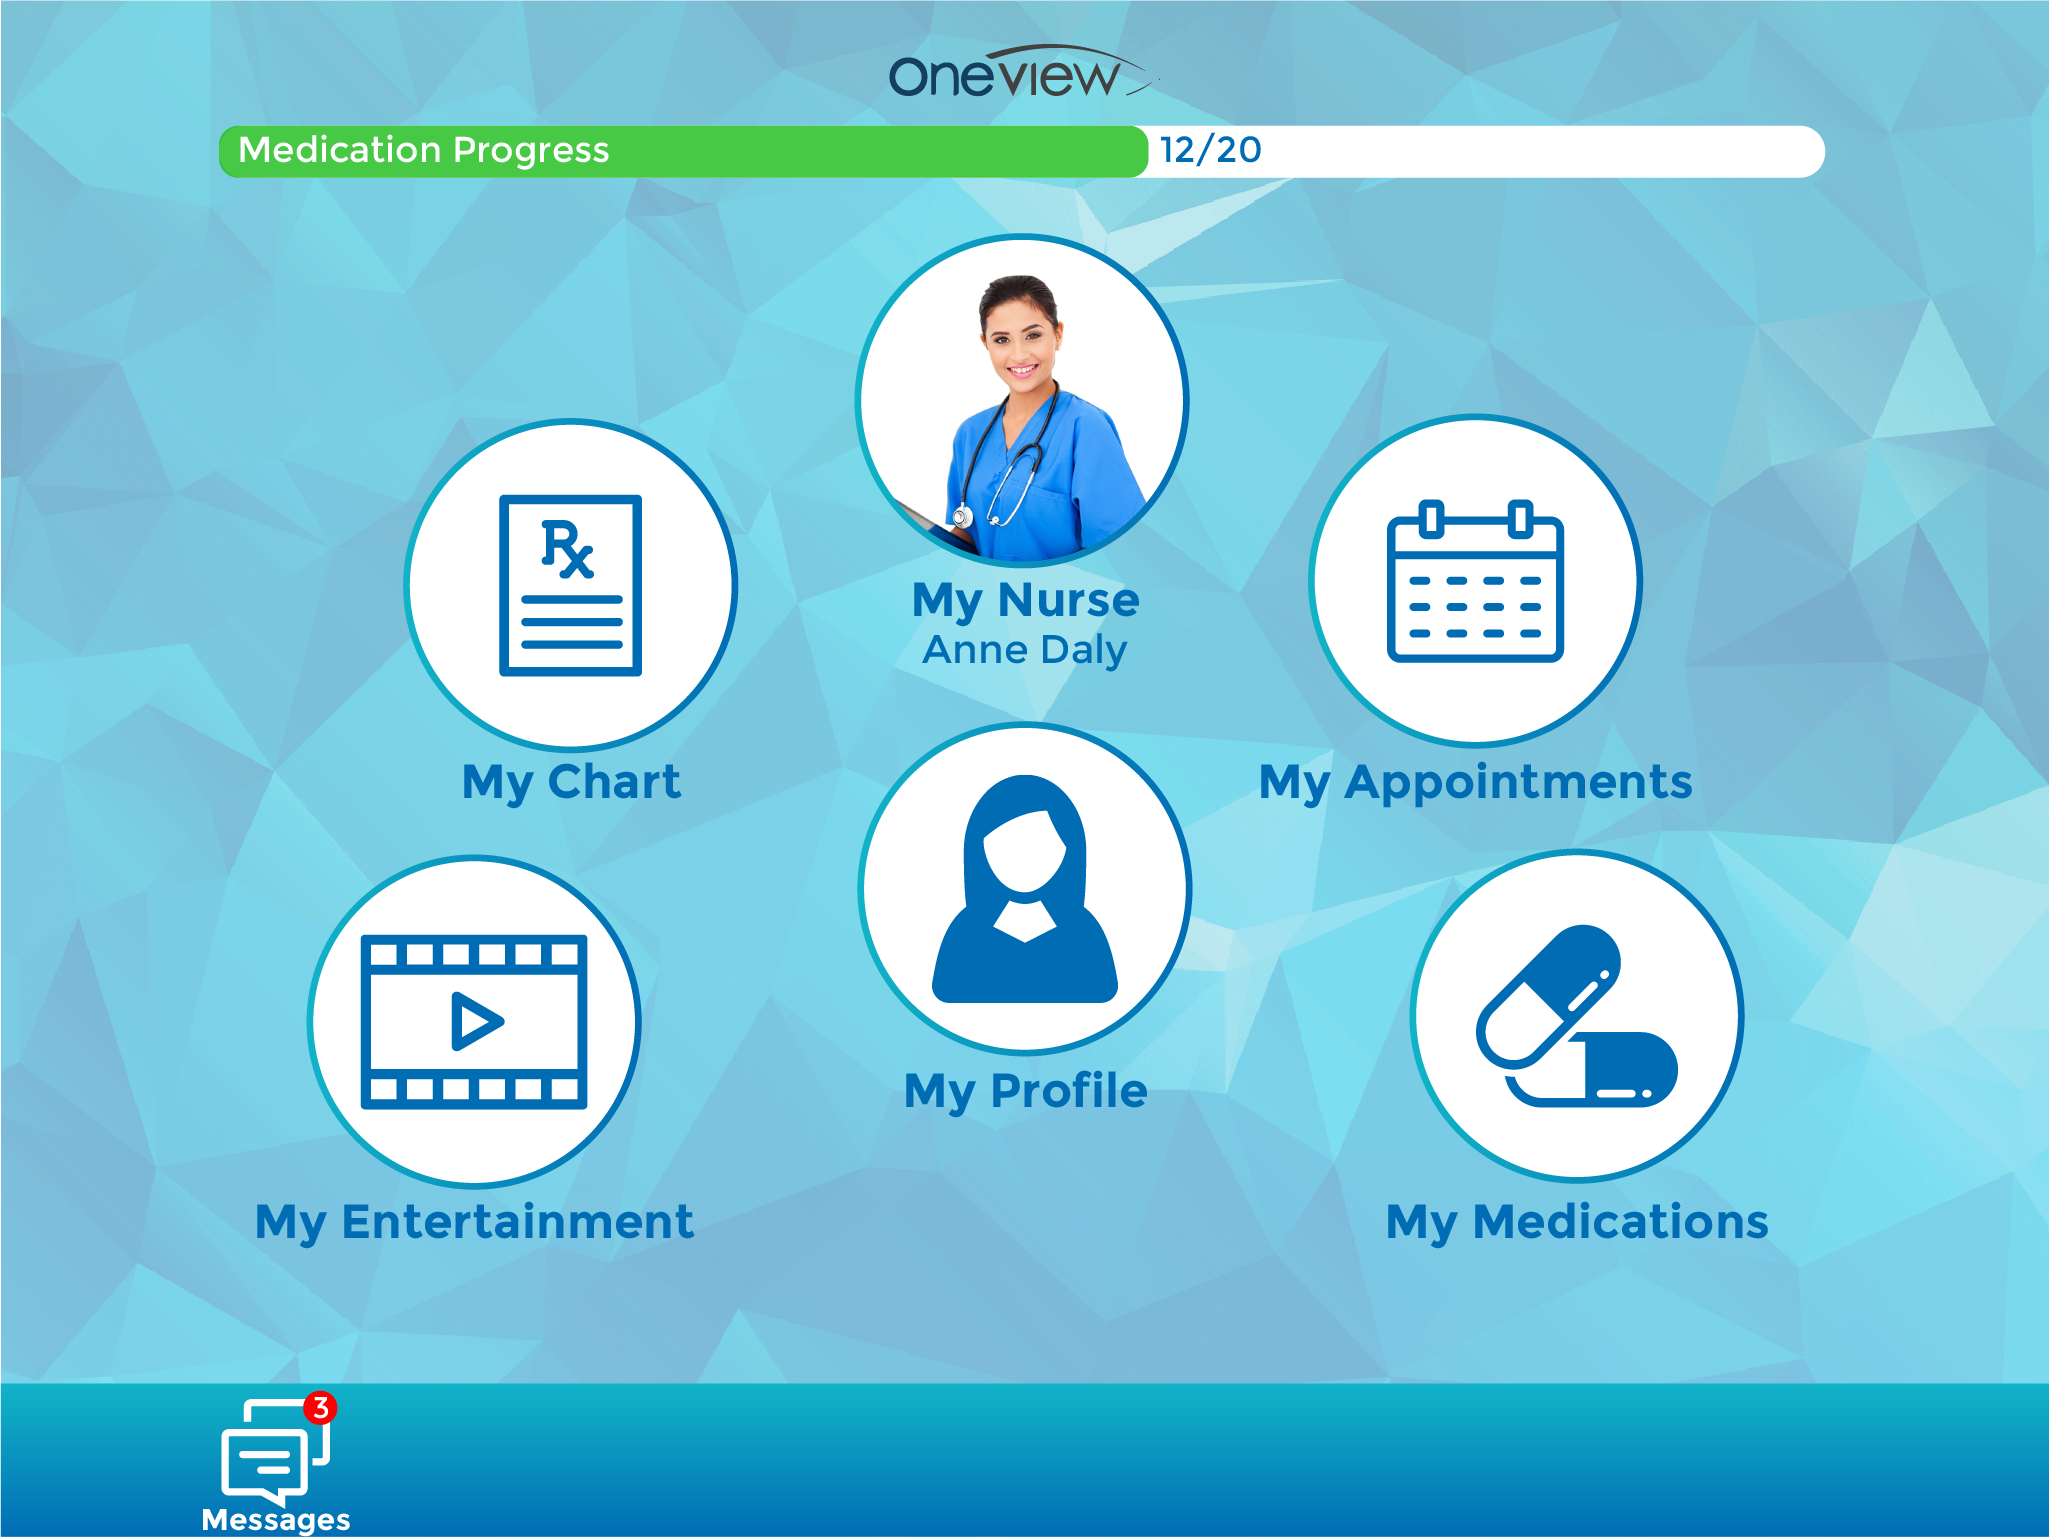 Oneview
Medication Progress 12/20
Rx
My Nurse
Anne Daly
My Chart
My Appointments
My Profile
My Entertainment
My Medications
3
Messages